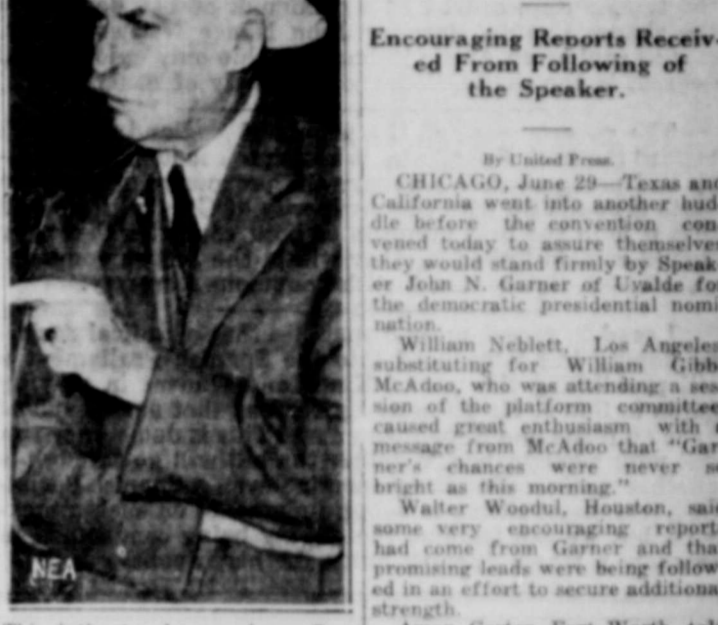 NEA
Encouraging Reports Receiv-
ed From Following of
the Speaker.
By United Press.
CHICAGO, June 29—Texas and
California went into another hud-
dle before the convention con-
vened today to assure themselves
they would stand firmly by Speak-
er John N. Garner of Uvalde fo
the democratic presidential nomi
nation.
William Neblett, Los Angeles
substituting for William Gibb
McAdoo, who was attending a ses
sion of the platform committee
caused great enthusiasm with a
message from McAdoo that "Gar
ner's chances were never so
bright as this morning."
Walter Woodul, Houston, said
some very encouraging report
had come from Garner and tha
promising leads were being follow
ed in an effort to secure additiona
strength.